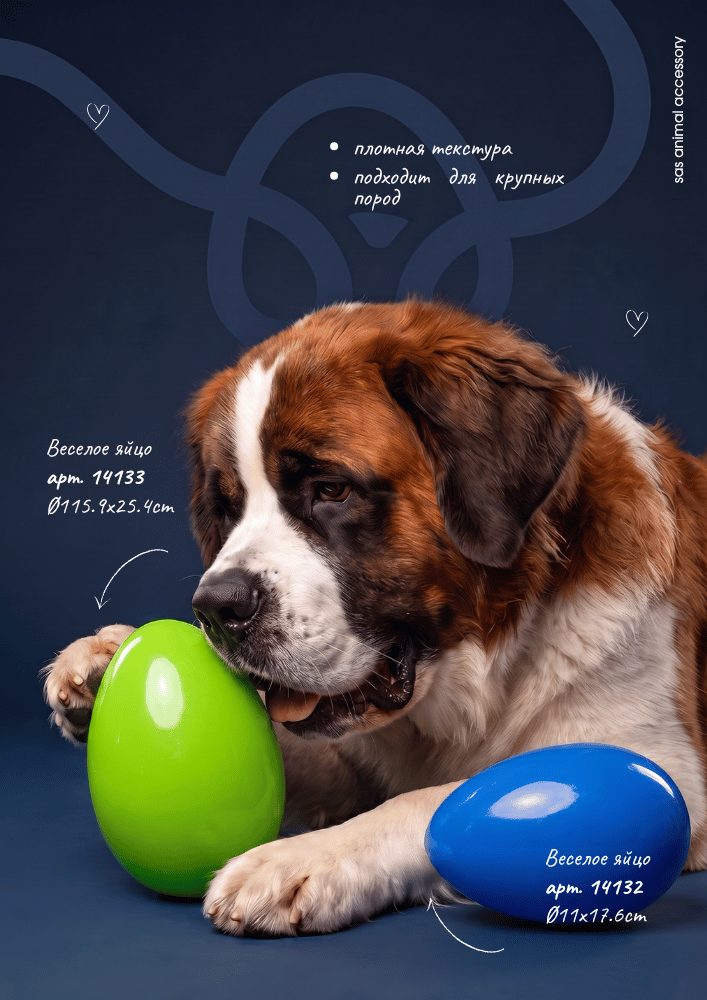 sas animal accessory
• плотная текстура
• подходит для крупных
пород
Веселое яйцо
арт. 14133
Ø115.9x25.4cm
Веселое яйцо
арт. 14132
Ø11x17.6cm